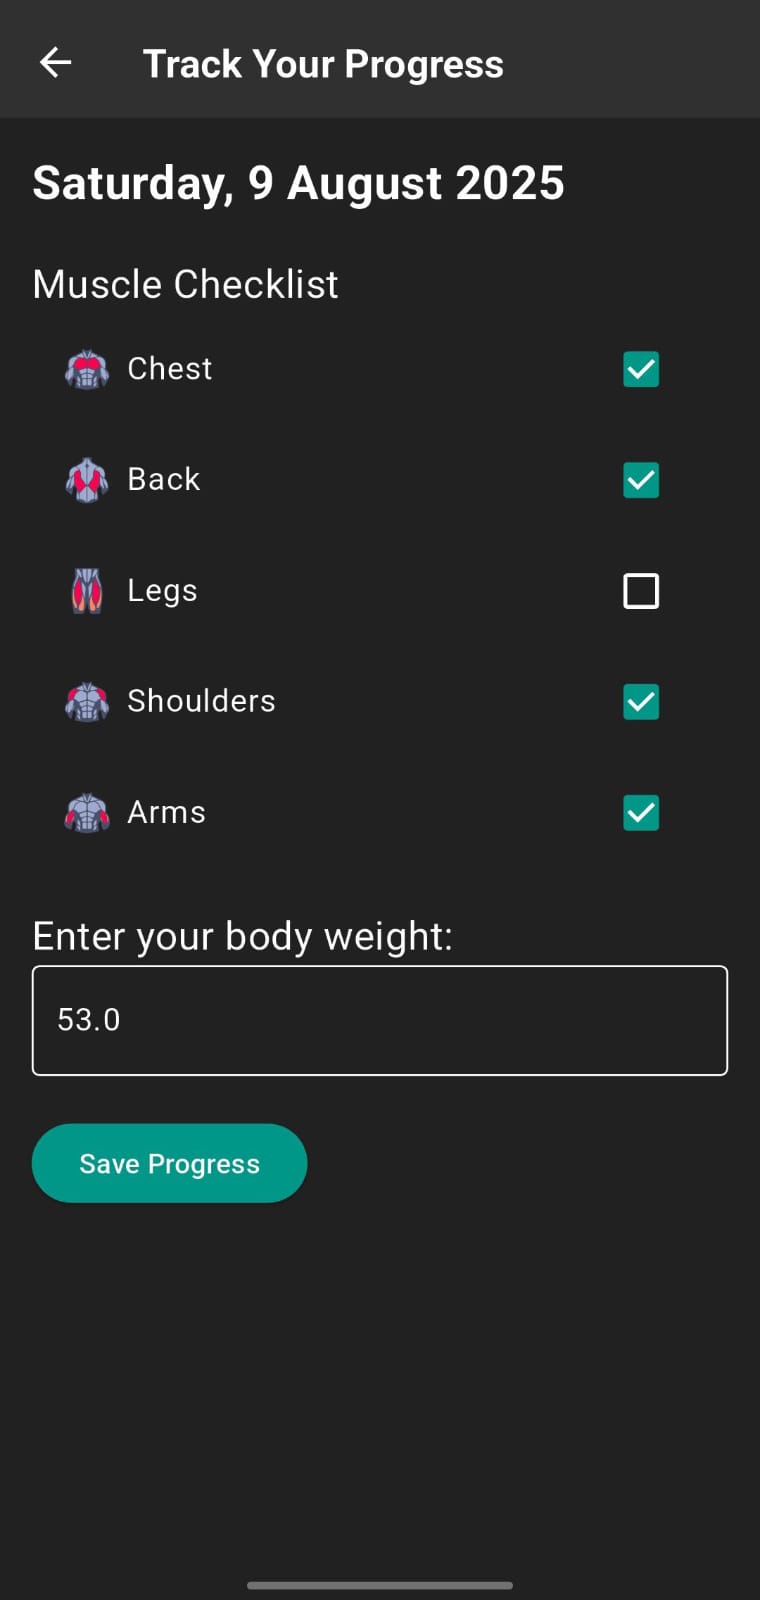 Track Your Progress
Saturday, 9 August 2025
Muscle Checklist
Chest
Back
Legs
Shoulders
Arms
Enter your body weight:
53.0
Save Progress